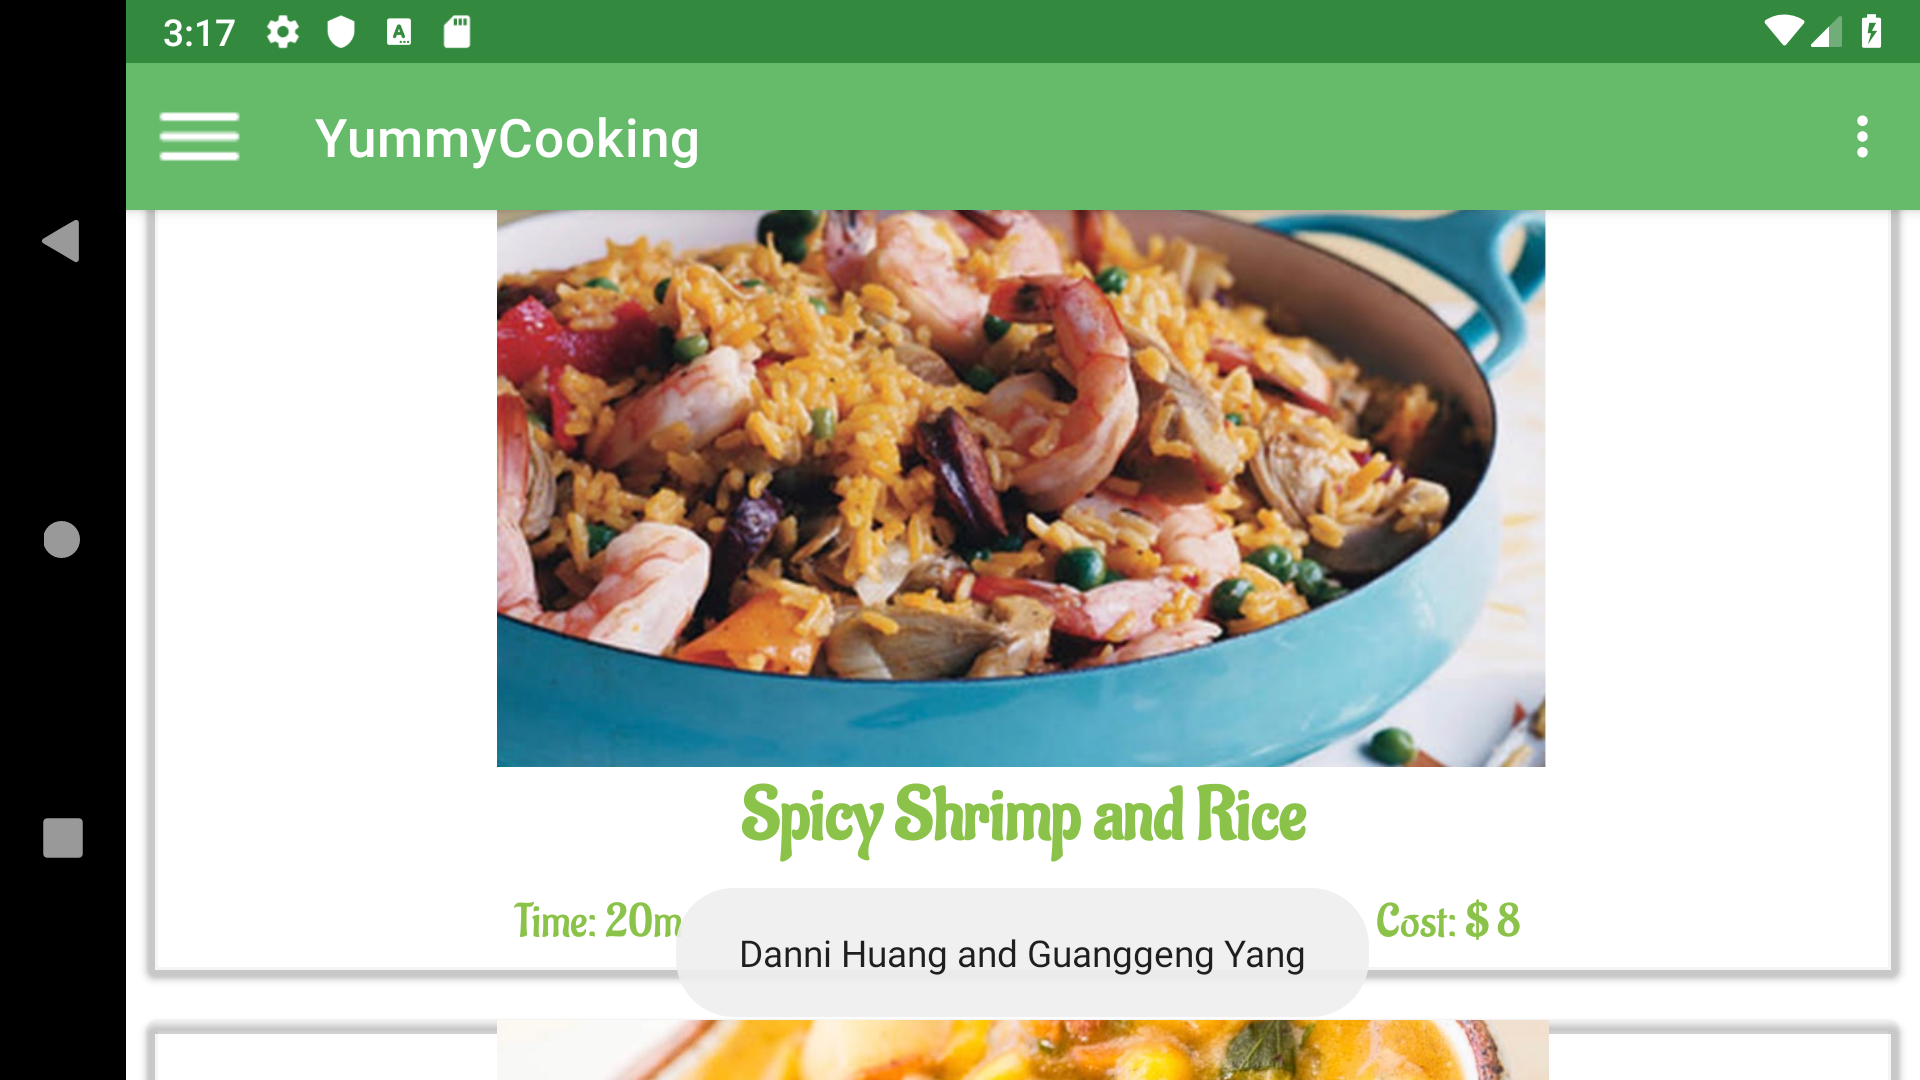 3:17
YummyCooking
Spicy Shrimp and Rice
Time: 20m
Cost: $ 8
Danni Huang and Guanggeng Yang